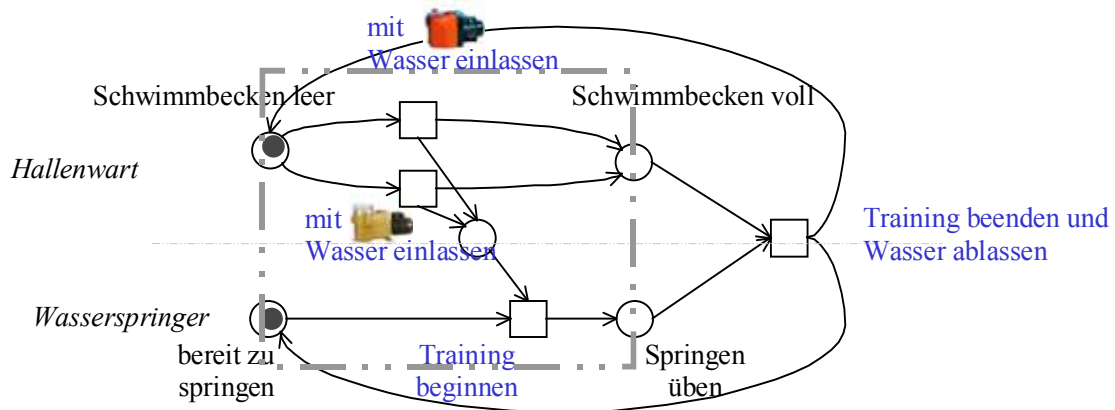 mit
Wasser einlassen
Schwimmbecken leer
Schwimmbecken voll
Hallenwart
mit
Wasser einlassen
Training beenden und
Wasser ablassen
Wasserspringer
bereit zu
springen
Training
beginnen
Springen
üben